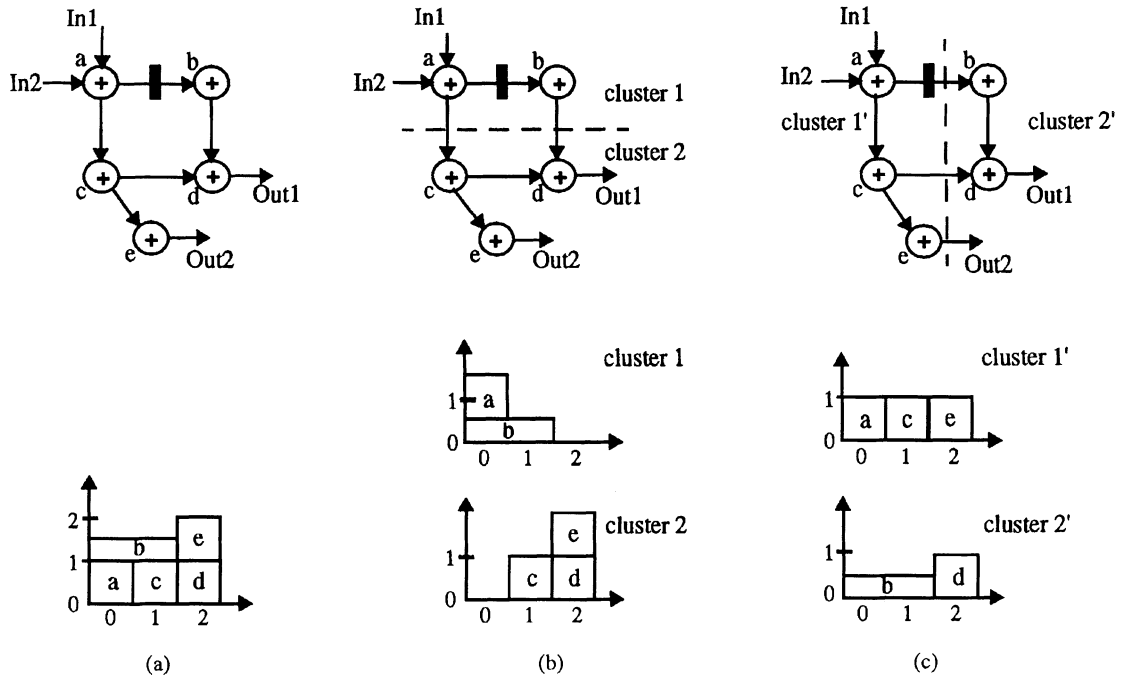 In1
a
b
In2
+
+
+
+
c
d
Out1
+
e
Out2
2
1
0
b
e
a
c
d
0 1 2
(a)
In1
a
b
In2
+
+
cluster 1
cluster 2
+
+
c
d
Out1
+
e
Out2
cluster 1
1
a
b
0
0 1 2
cluster 2
1
e
c
d
0
0 1 2
(b)
In1
a
b
In2
+
+
cluster 1'
cluster 2'
+
+
c
d
Out1
+
e
Out2
cluster 1'
1
a
c
e
0
0 1 2
cluster 2'
1
b
d
0
0 1 2
(c)